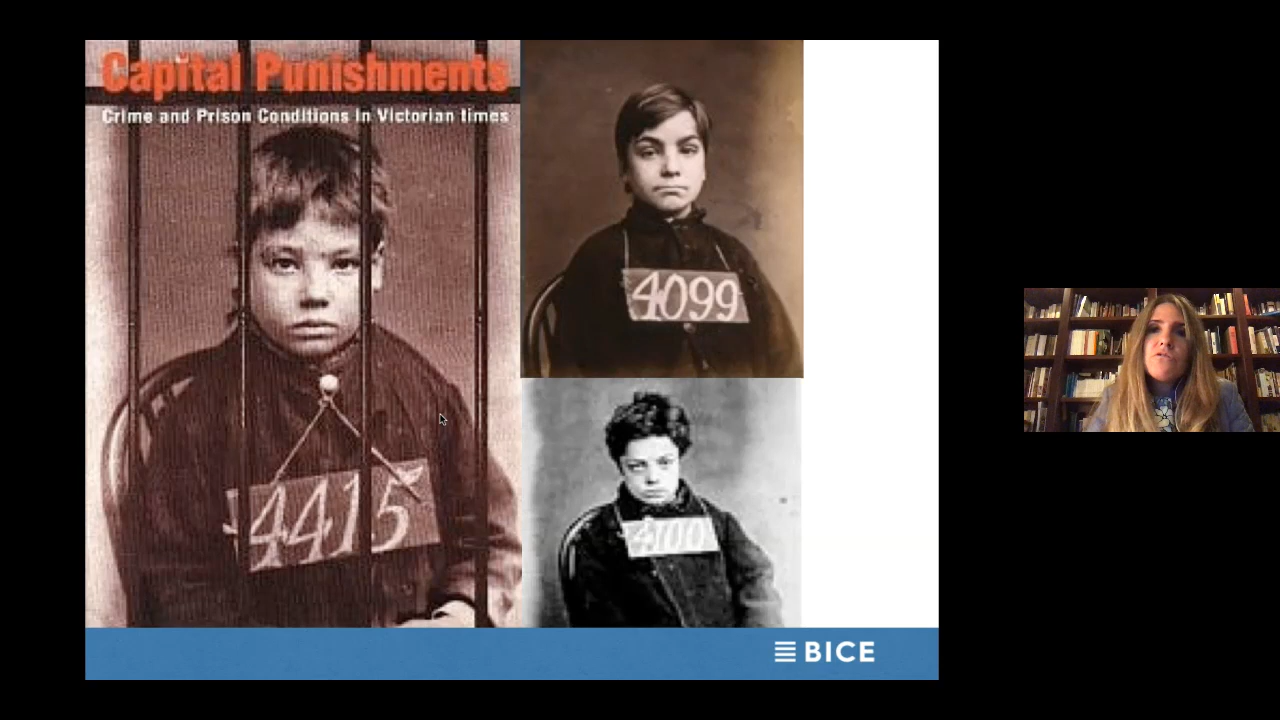 Capital Punishments
Crime and Prison Conditions in Victorian times
4415
4099
4100
BICE